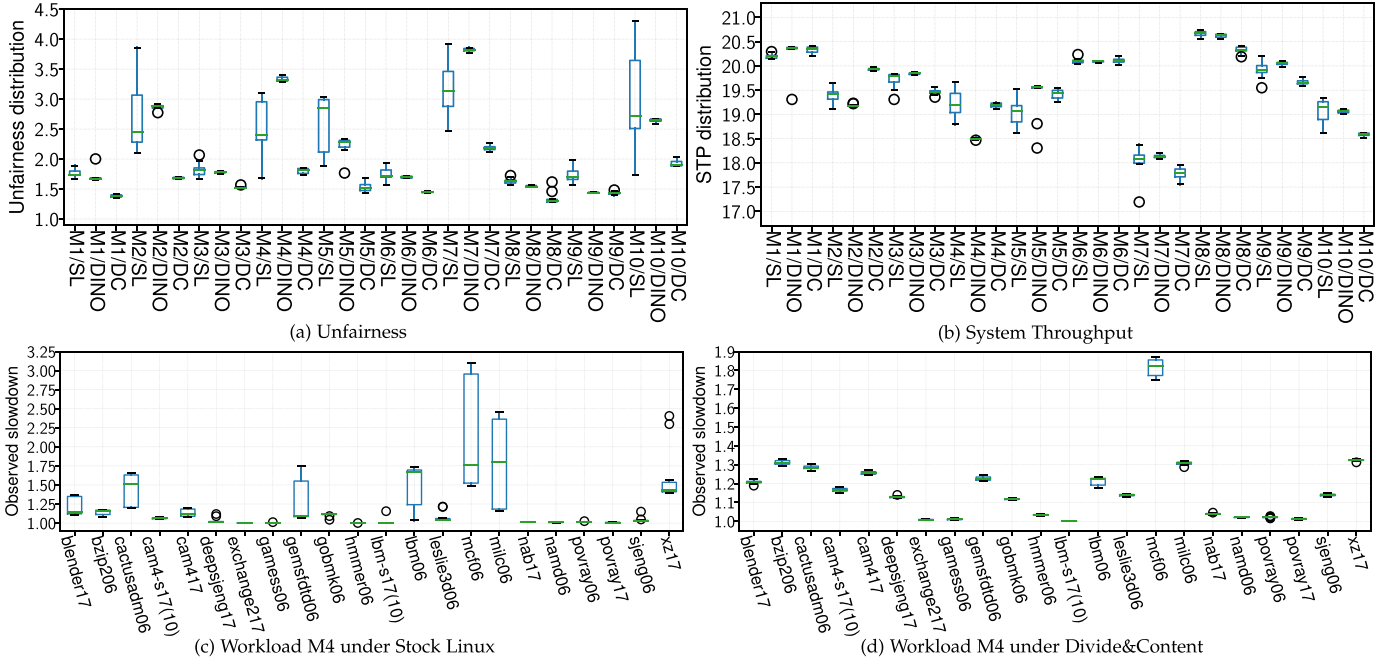 Unfairness distribution
4.5
4.0
3.5
3.0
2.5
2.0
1.5
1.0
M1/SL
M1/DINO
M1/DC
M2/SL
M2/DINO
M2/DC
M3/SL
M3/DINO
M3/DC
M4/SL
M4/DINO
M4/DC
M5/SL
M5/DINO
M5/DC
M6/SL
M6/DINO
M6/DC
M7/SL
M7/DINO
M7/DC
M8/SL
M8/DINO
M8/DC
M9/SL
M9/DINO
M9/DC
M10/SL
M10/DINO
M10/DC
(a) Unfairness
STP distribution
21.0
20.5
20.0
19.5
19.0
18.5
18.0
17.5
17.0
M1/SL
M1/DINO
M1/DC
M2/SL
M2/DINO
M2/DC
M3/SL
M3/DINO
M3/DC
M4/SL
M4/DINO
M4/DC
M5/SL
M5/DINO
M5/DC
M6/SL
M6/DINO
M6/DC
M7/SL
M7/DINO
M7/DC
M8/SL
M8/DINO
M8/DC
M9/SL
M9/DINO
M9/DC
M10/SL
M10/DINO
M10/DC
(b) System Throughput
Observed slowdown
3.25
3.00
2.75
2.50
2.25
2.00
1.75
1.50
1.25
1.00
blender17
bzip206
cactusadm06
cam4-s17(10)
cam417
deepsjeng17
exchange217
gamess06
gemsfdtd06
gobmk06
hmmer06
lbm-s17(10)
lbm06
leslie3d06
mcf06
milc06
nab17
namd06
povray06
povray17
sjeng06
xz17
(c) Workload M4 under Stock Linux
Observed slowdown
1.9
1.8
1.7
1.6
1.5
1.4
1.3
1.2
1.1
1.0
blender17
bzip206
cactusadm06
cam4-s17(10)
cam417
deepsjeng17
exchange217
gamess06
gemsfdtd06
gobmk06
hmmer06
lbm-s17(10)
lbm06
leslie3d06
mcf06
milc06
nab17
namd06
povray06
povray17
sjeng06
xz17
(d) Workload M4 under Divide&Content